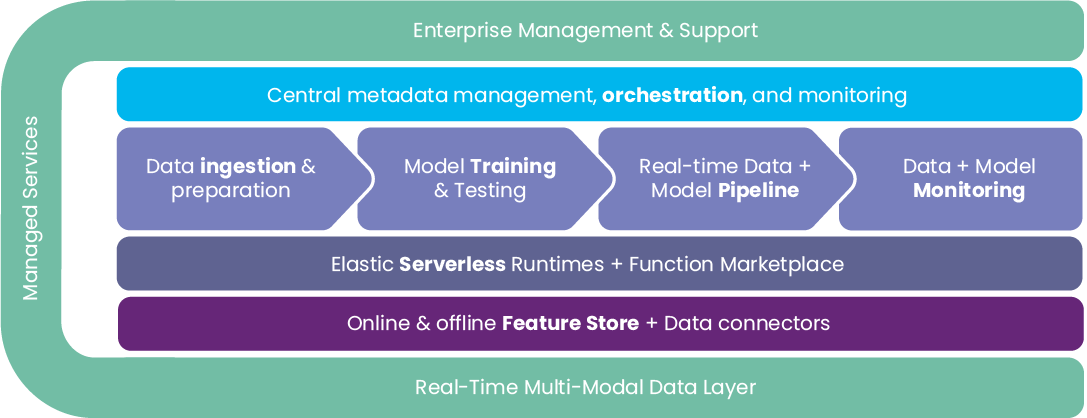 Enterprise Management & Support
Central metadata management, orchestration, and monitoring
Managed Services
Data ingestion &
preparation
Model Training
& Testing
Real-time Data +
Model Pipeline
Data + Model
Monitoring
Elastic Serverless Runtimes + Function Marketplace
Online & offline Feature Store + Data connectors
Real-Time Multi-Modal Data Layer